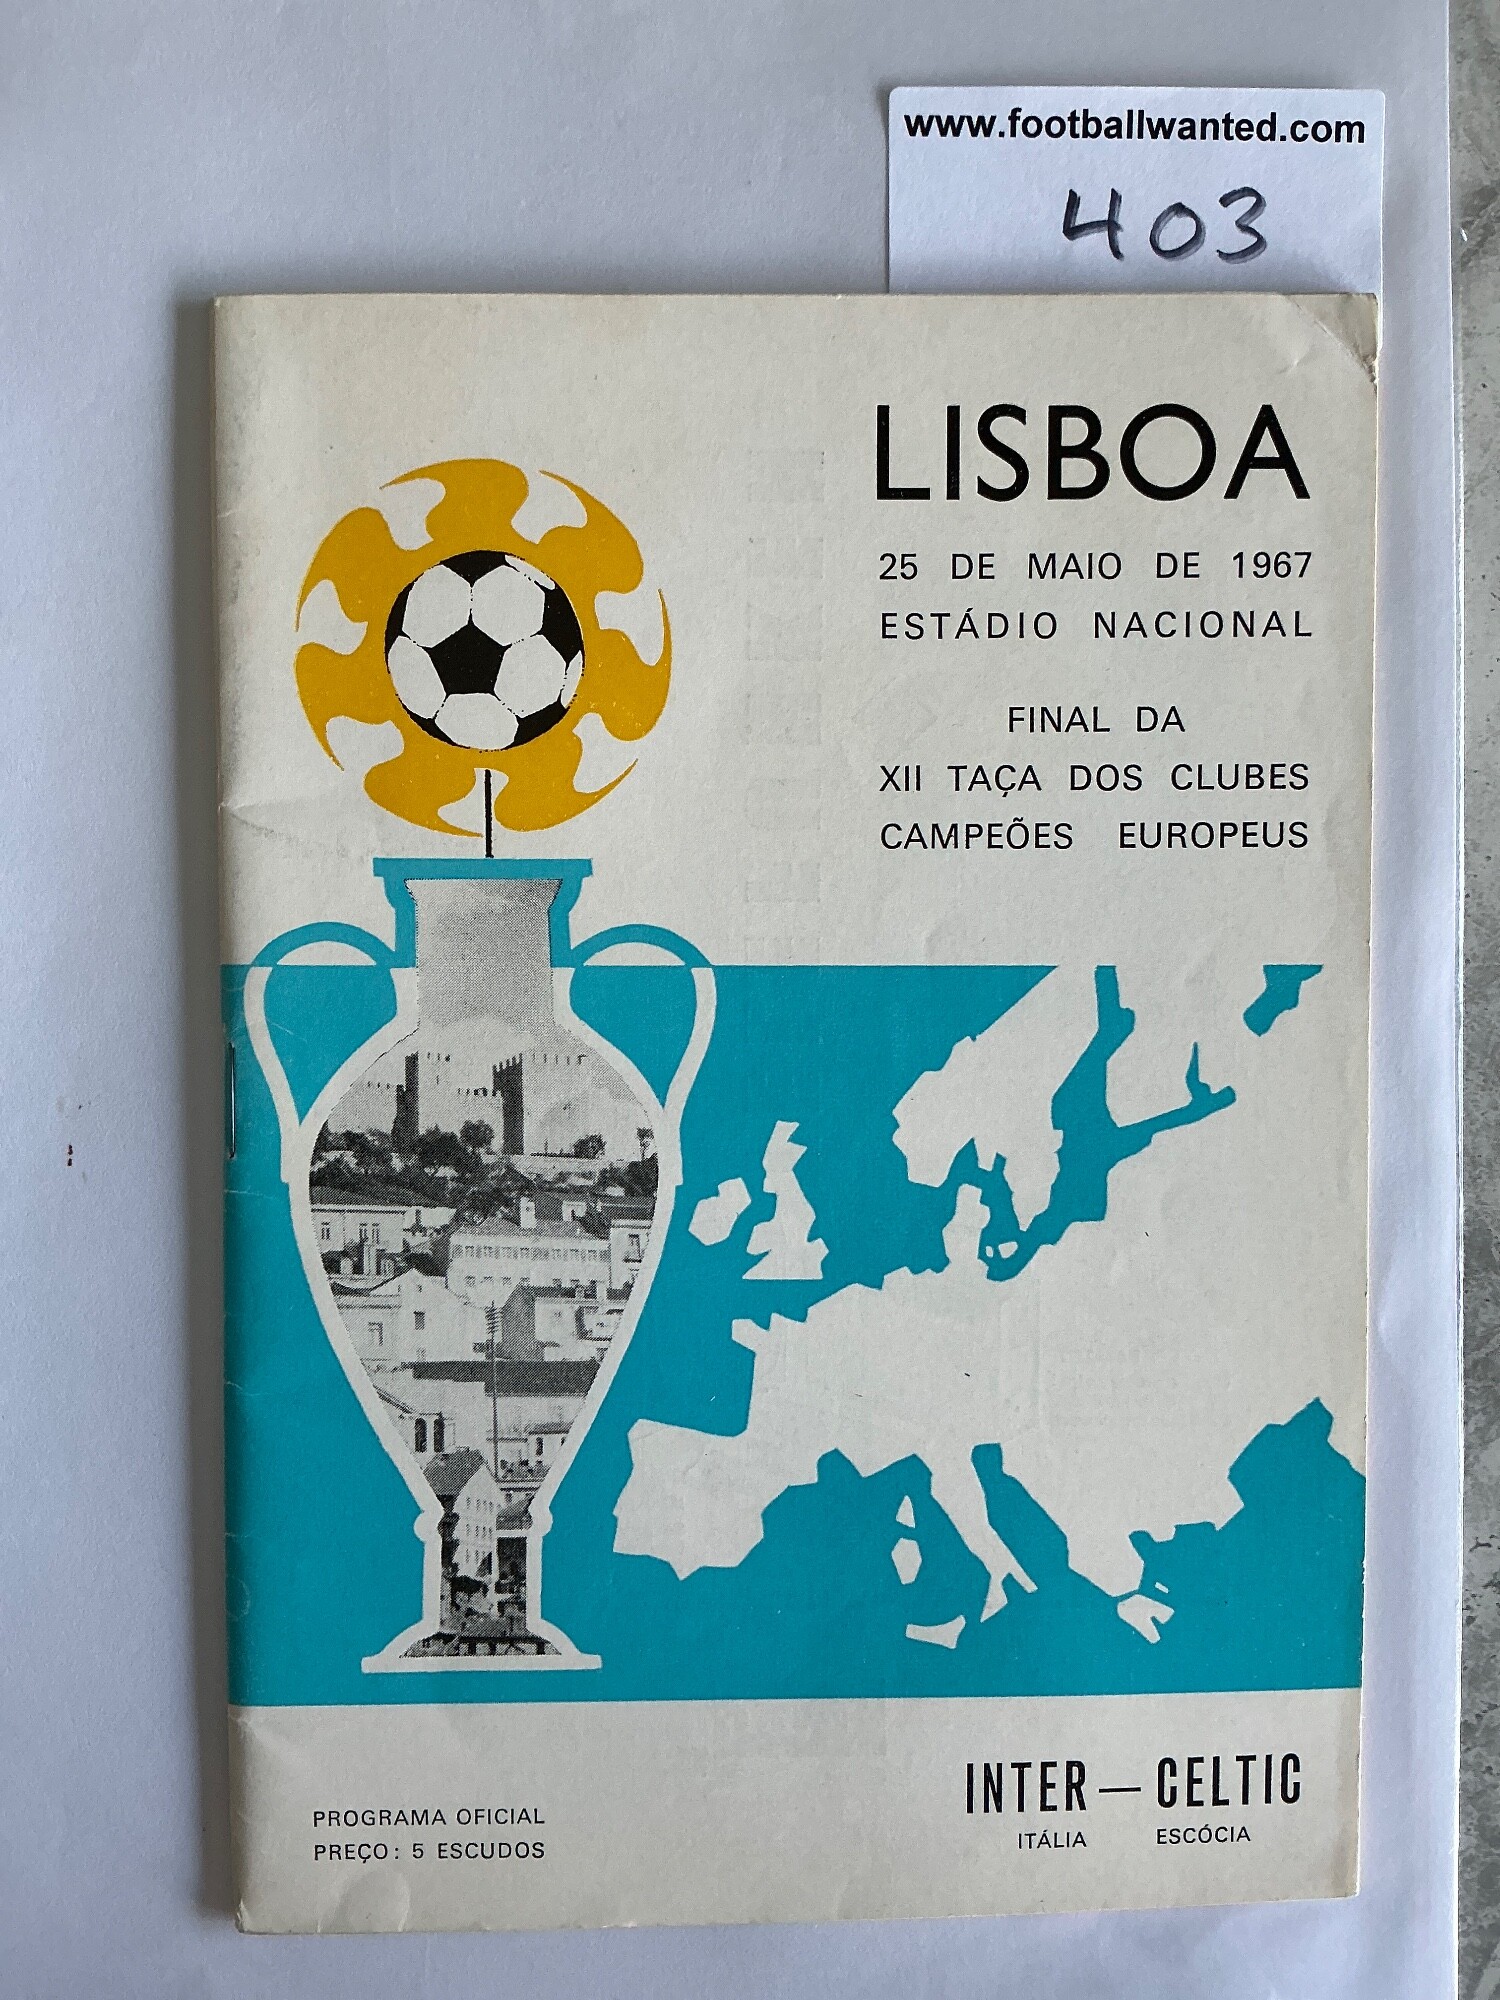 www.footballwanted.com
403
LISBOA
25 DE MAIO DE 1967
ESTÁDIO NACIONAL
FINAL DA
XII TAÇA DOS CLUBES
CAMPEÕES EUROPEUS
INTER — CELTIC
ITÁLIA ESCÓCIA
PROGRAMA OFICIAL
PREÇO: 5 ESCUDOS